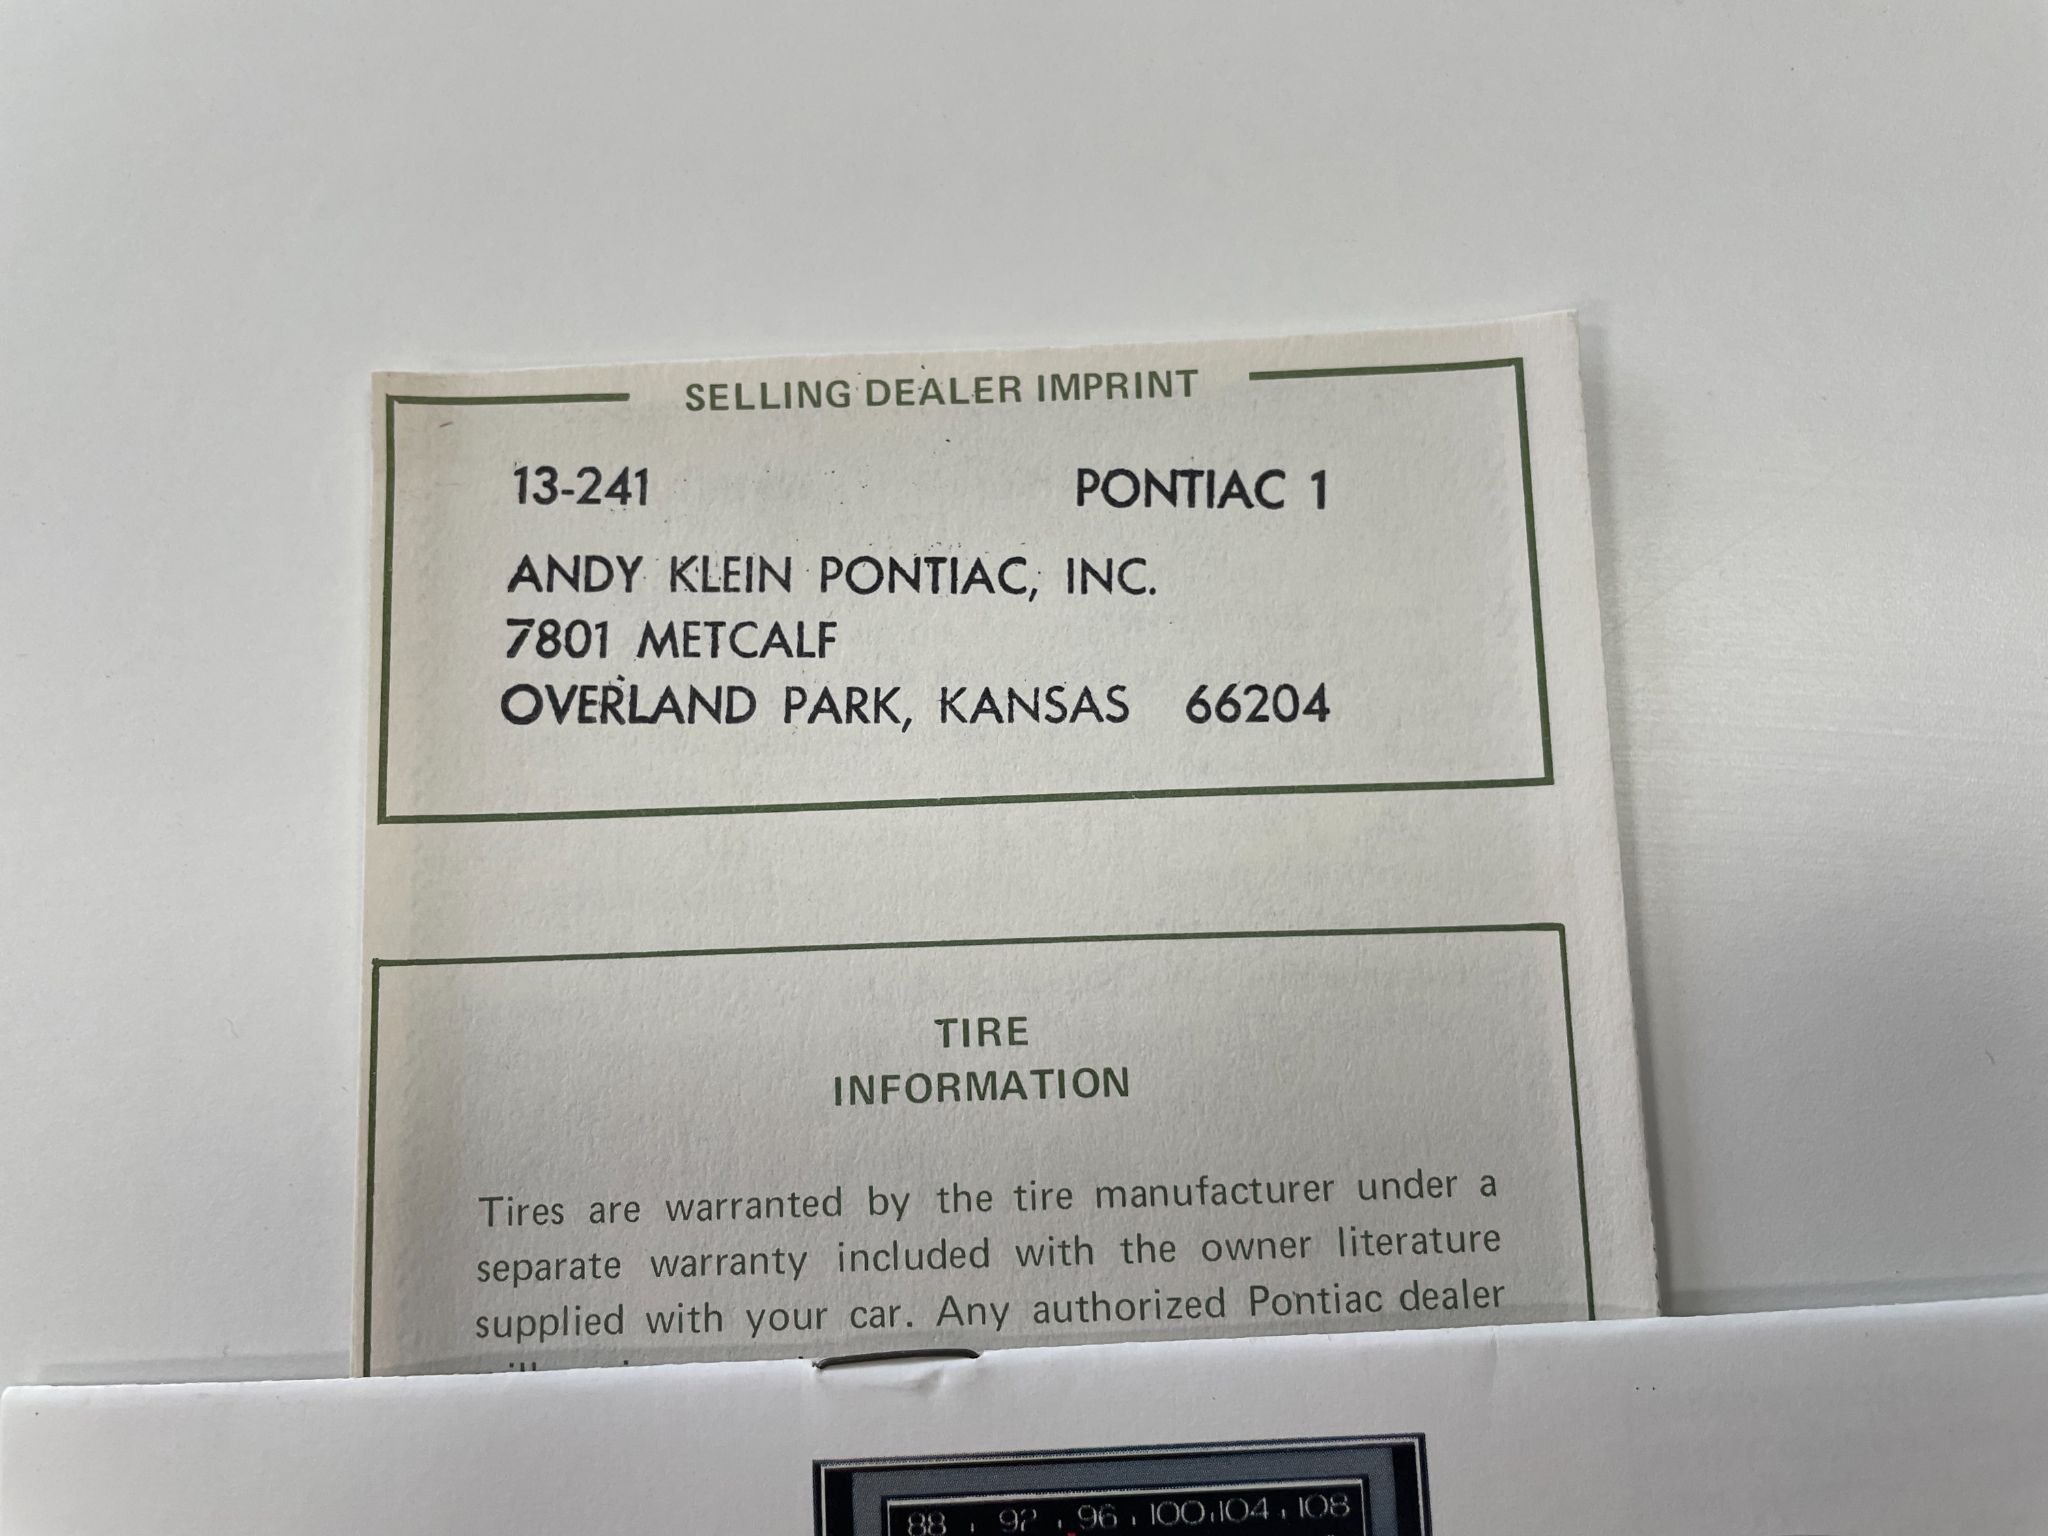 SELLING DEALER IMPRINT
13-241 PONTIAC 1
ANDY KLEIN PONTIAC, INC.
7801 METCALF
OVERLAND PARK, KANSAS 66204
TIRE
INFORMATION
Tires are warranted by the tire manufacturer under a
separate warranty included with the owner literature
supplied with your car. Any authorized Pontiac dealer
88 92 96 100 104 108